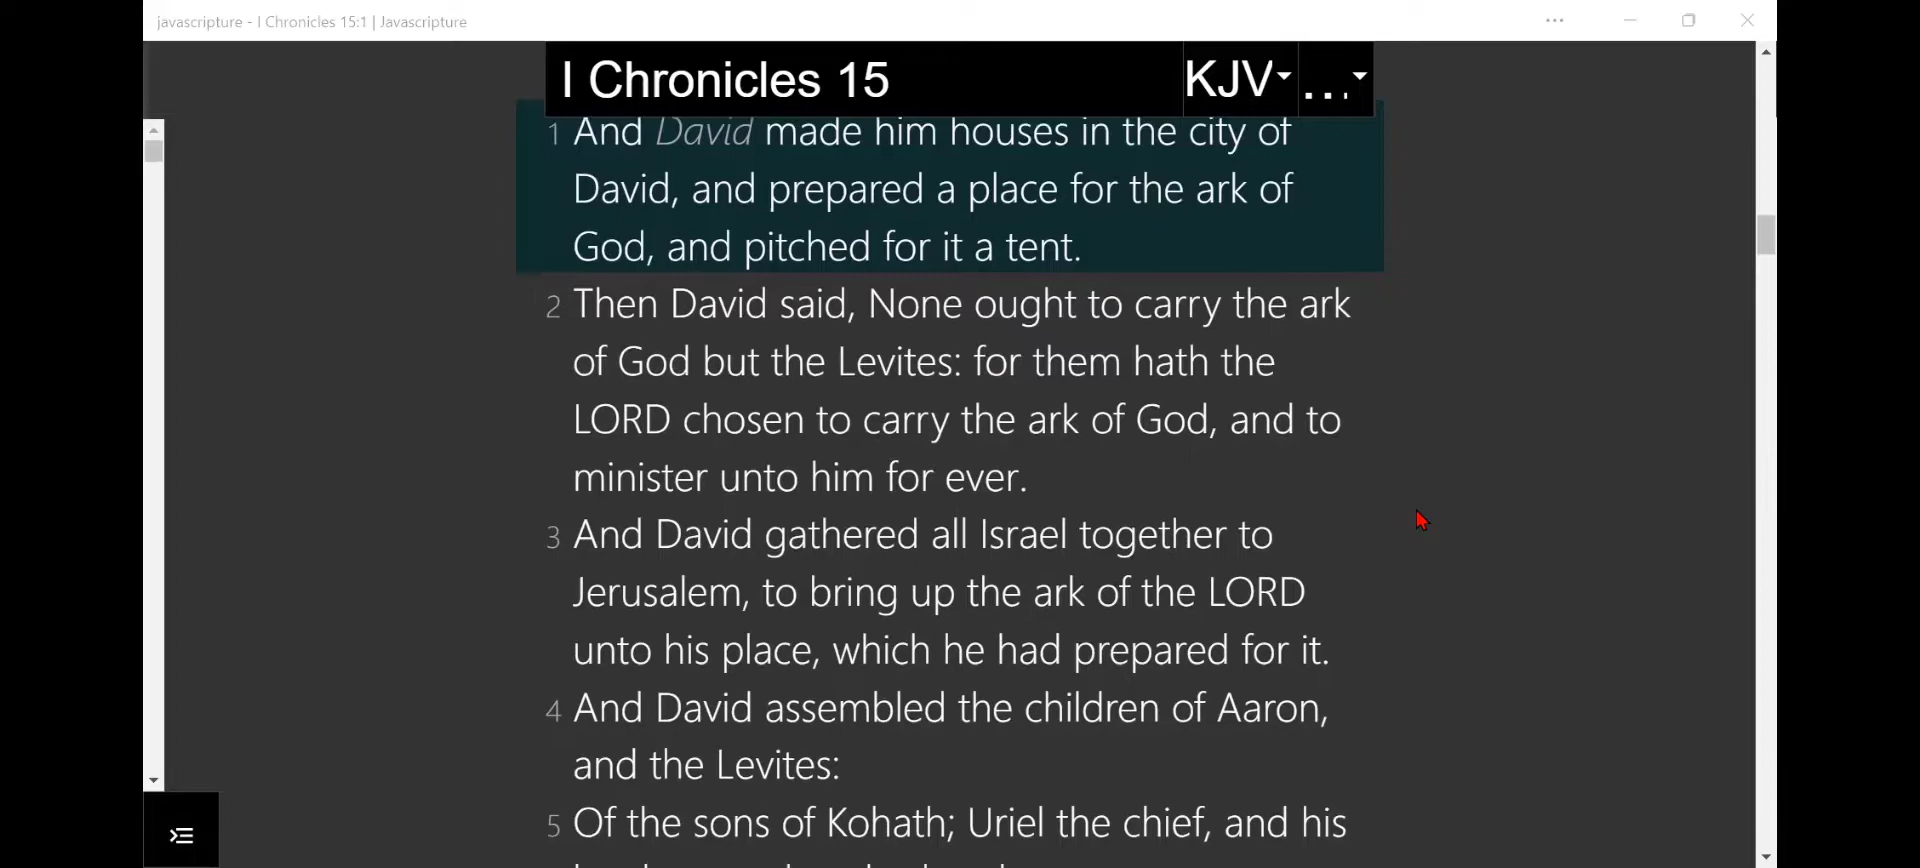 javascripture - I Chronicles 15:1 | Javascripture
I Chronicles 15 KJV ...
1 And David made him houses in the city of
David, and prepared a place for the ark of
God, and pitched for it a tent.
2 Then David said, None ought to carry the ark
of God but the Levites: for them hath the
LORD chosen to carry the ark of God, and to
minister unto him for ever.
3 And David gathered all Israel together to
Jerusalem, to bring up the ark of the LORD
unto his place, which he had prepared for it.
4 And David assembled the children of Aaron,
and the Levites:
5 Of the sons of Kohath; Uriel the chief, and his